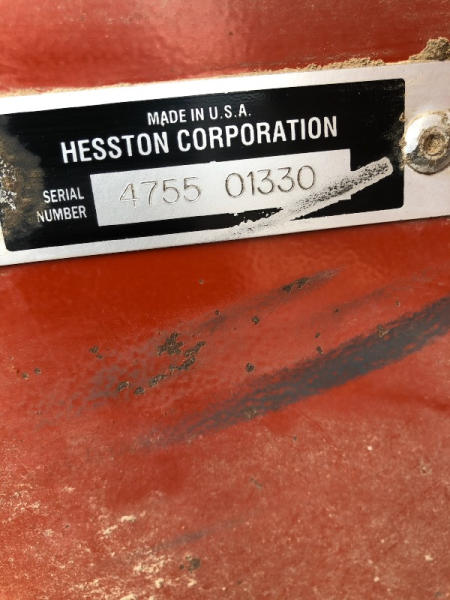 MADE IN U.S.A.
HESSTON CORPORATION
SERIAL NUMBER
4755 01330